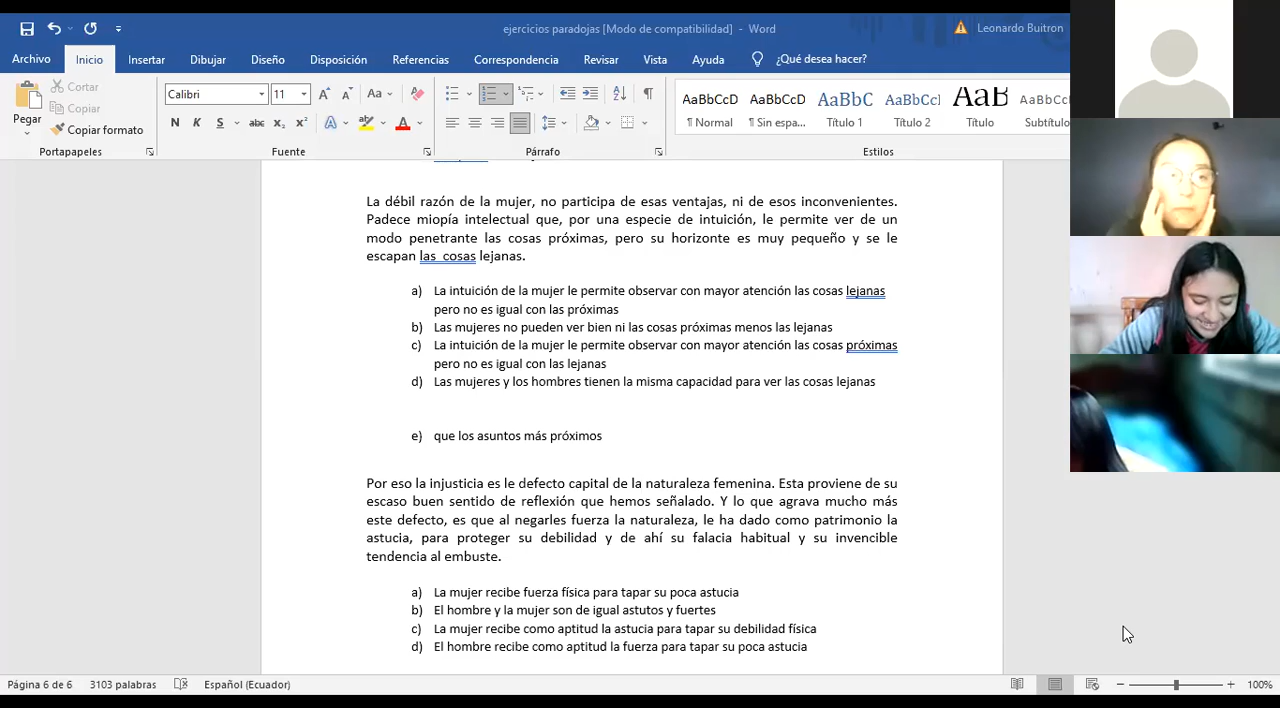 ejercicios paradojas [Modo de compatibilidad] - Word
Leonardo Buitron
Archivo Inicio Insertar Dibujar Diseño Disposición Referencias Correspondencia Revisar Vista Ayuda ¿Qué desea hacer?
Pegar
Cortar
Copiar
Copiar formato
Portapapeles
Calibri 11
Aa
N K S abc x₂ x² A A
Fuente
Párrafo
AaBbCcD AaBbCcD AaBbC AaBbCcI AaB AaBbCcD
¶ Normal ¶ Sin espa... Título 1 Título 2 Título Subtítulo
Estilos
La débil razón de la mujer, no participa de esas ventajas, ni de esos inconvenientes.
Padece miopía intelectual que, por una especie de intuición, le permite ver de un
modo penetrante las cosas próximas, pero su horizonte es muy pequeño y se le
escapan las cosas lejanas.
a) La intuición de la mujer le permite observar con mayor atención las cosas lejanas
pero no es igual con las próximas
b) Las mujeres no pueden ver bien ni las cosas próximas menos las lejanas
c) La intuición de la mujer le permite observar con mayor atención las cosas próximas
pero no es igual con las lejanas
d) Las mujeres y los hombres tienen la misma capacidad para ver las cosas lejanas
e) que los asuntos más próximos
Por eso la injusticia es le defecto capital de la naturaleza femenina. Esta proviene de su
escaso buen sentido de reflexión que hemos señalado. Y lo que agrava mucho más
este defecto, es que al negarles fuerza la naturaleza, le ha dado como patrimonio la
astucia, para proteger su debilidad y de ahí su falacia habitual y su invencible
tendencia al embuste.
a) La mujer recibe fuerza física para tapar su poca astucia
b) El hombre y la mujer son de igual astutos y fuertes
c) La mujer recibe como aptitud la astucia para tapar su debilidad física
d) El hombre recibe como aptitud la fuerza para tapar su poca astucia
Página 6 de 6 3103 palabras Español (Ecuador) 100%